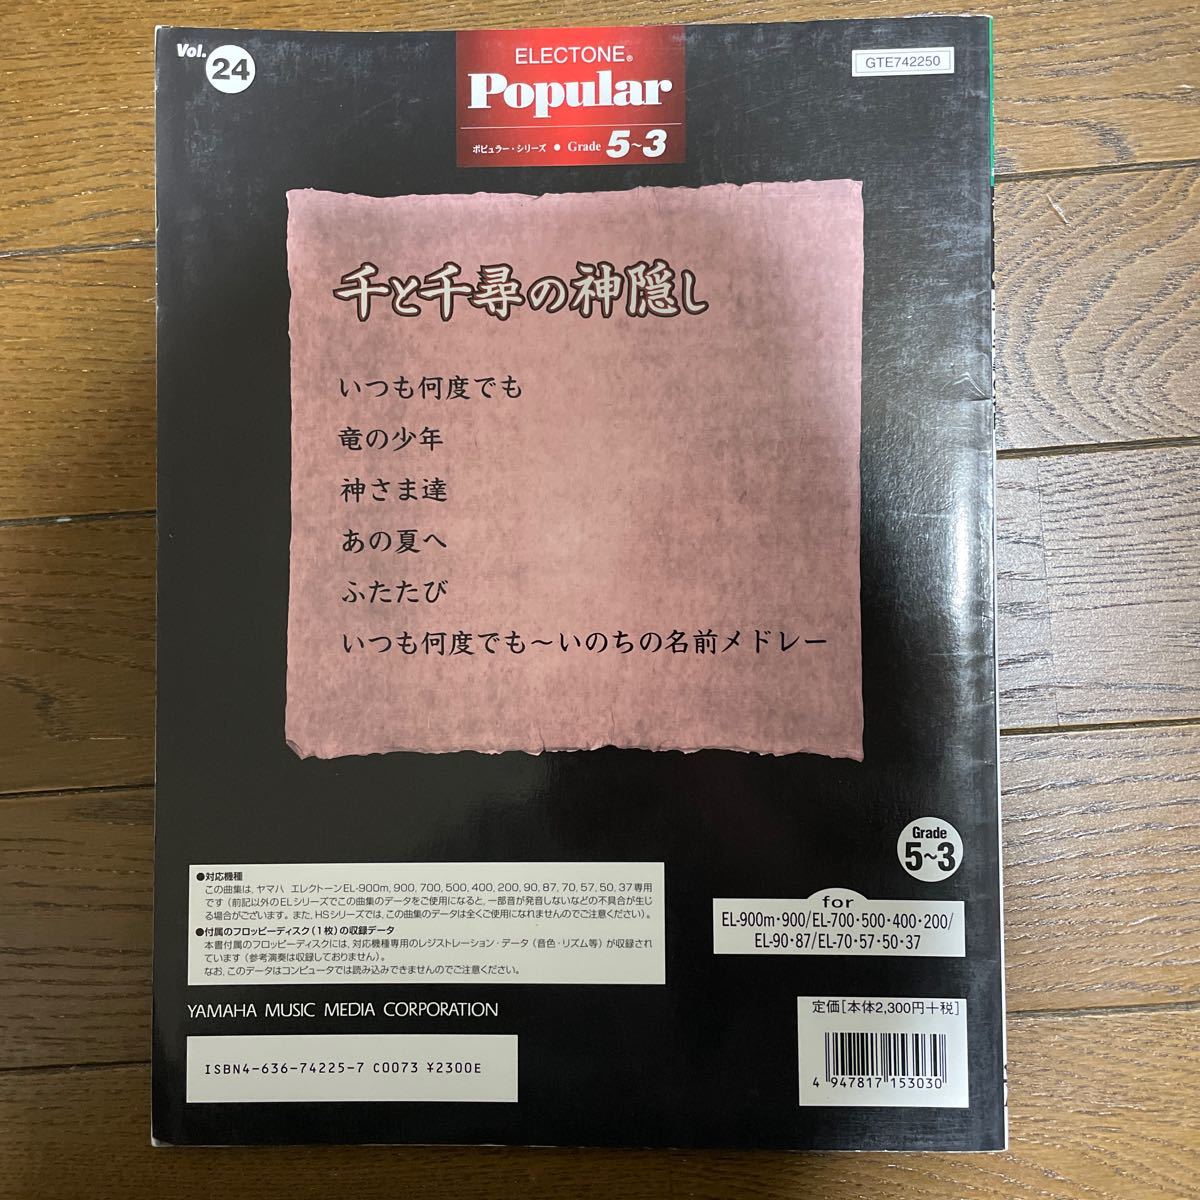 Vol. 24
ELECTONE®
Popular
ポピュラー・シリーズ ● Grade 5〜3
GTE742250
千と千尋の神隠し
いつも何度でも
竜の少年
神さま達
あの夏へ
ふたたび
いつも何度でも〜いのちの名前メドレー
Grade
5〜3
●対応機種
この曲集は、ヤマハ エレクトーンEL-900m, 900, 700, 500, 400, 200, 90, 87, 70, 57, 50, 37専用
です（前記以外のELシリーズでこの曲集のデータをご使用になると、一部音が発音しないなどの不具合が生じ
る場合がございます。また、HSシリーズでは、この曲集のデータは全くご使用になれませんのでご注意ください）。
●付属のフロッピーディスク（1枚）の収録データ
本書付属のフロッピーディスクには、対応機種専用のレジストレーション・データ（音色・リズム等）が収録され
ています（参考演奏は収録しておりません）。
なお、このデータはコンピュータでは読み込みできませんのでご注意ください。
for
EL-900m・900/EL-700・500・400・200/
EL-90・87/EL-70・57・50・37
YAMAHA MUSIC MEDIA CORPORATION
ISBN4-636-74225-7 C0073 ¥2300E
定価[本体2,300円+税]
4 947817 153030